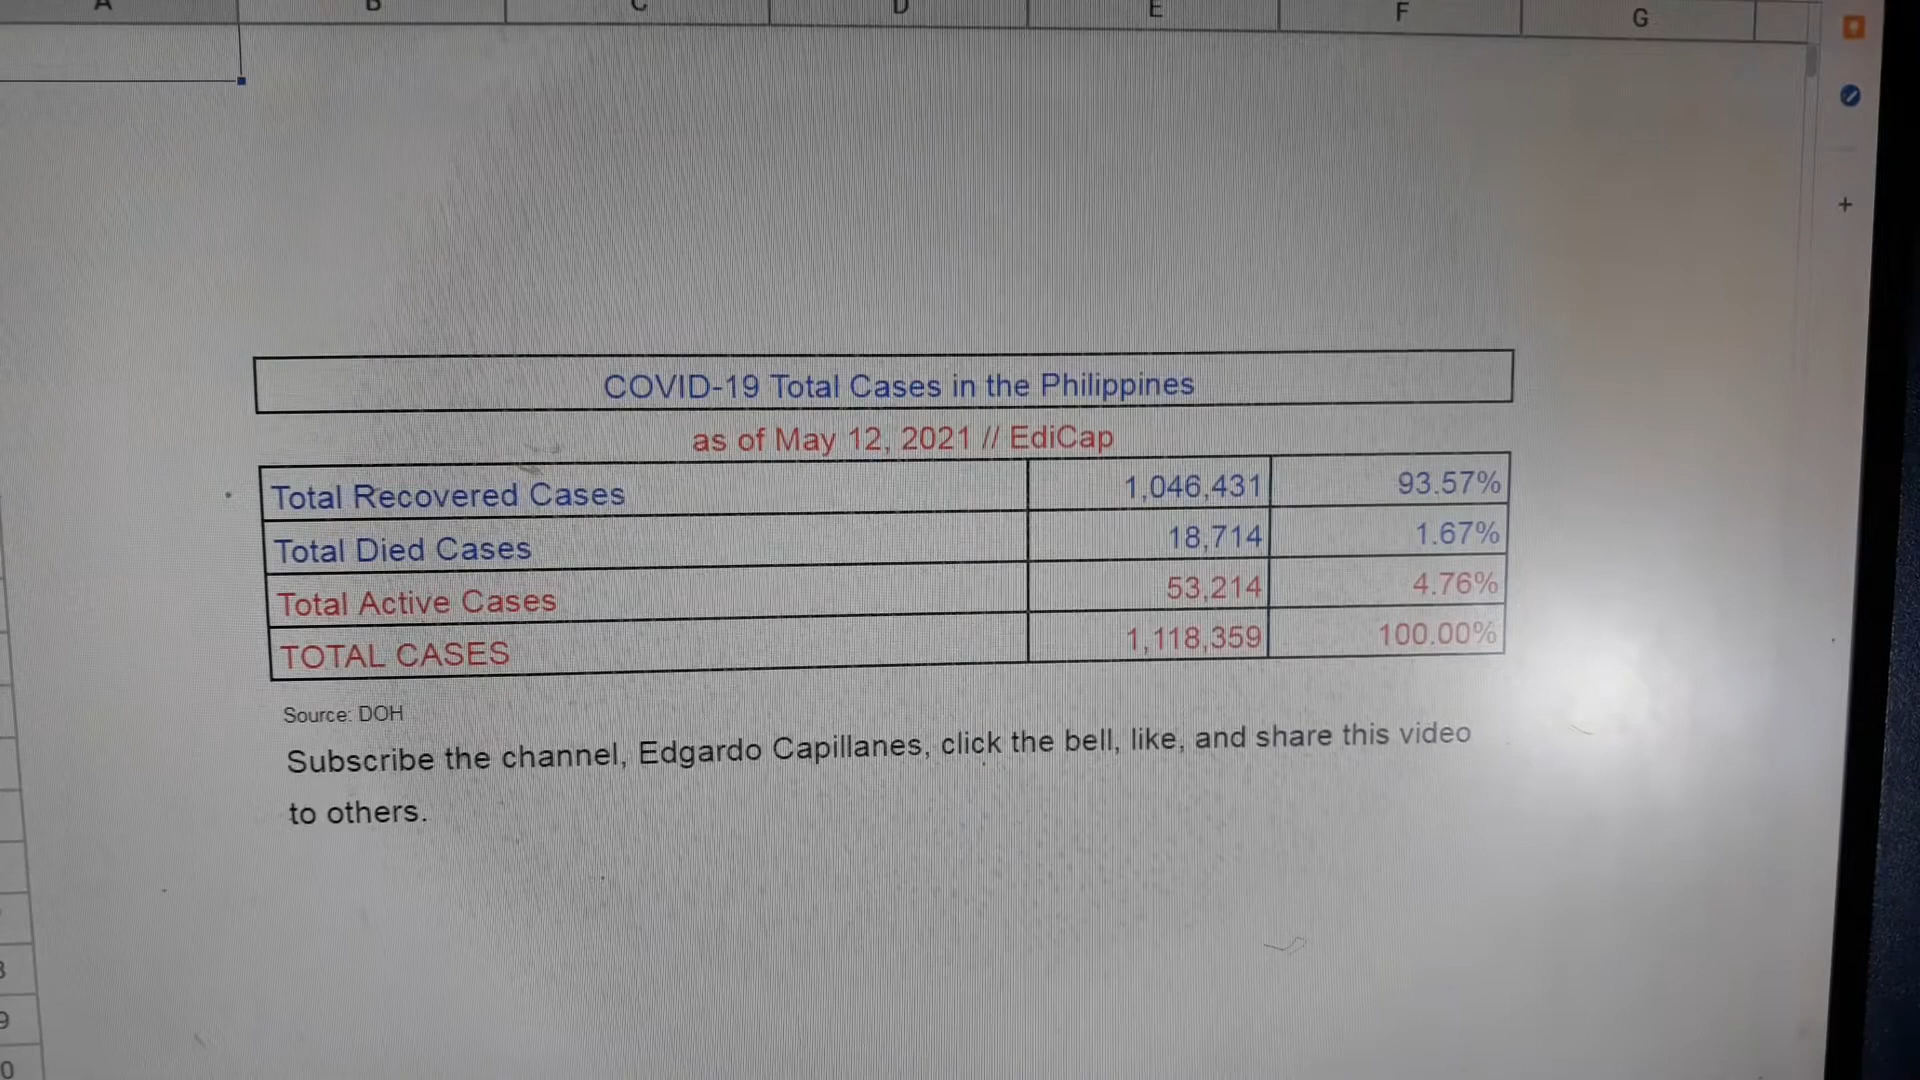 A B C D E F G
COVID-19 Total Cases in the Philippines
as of May 12, 2021 // EdiCap
Total Recovered Cases 1,046,431 93.57%
Total Died Cases 18,714 1.67%
Total Active Cases 53,214 4.76%
TOTAL CASES 1,118,359 100.00%
Source: DOH
Subscribe the channel, Edgardo Capillanes, click the bell, like, and share this video
to others.